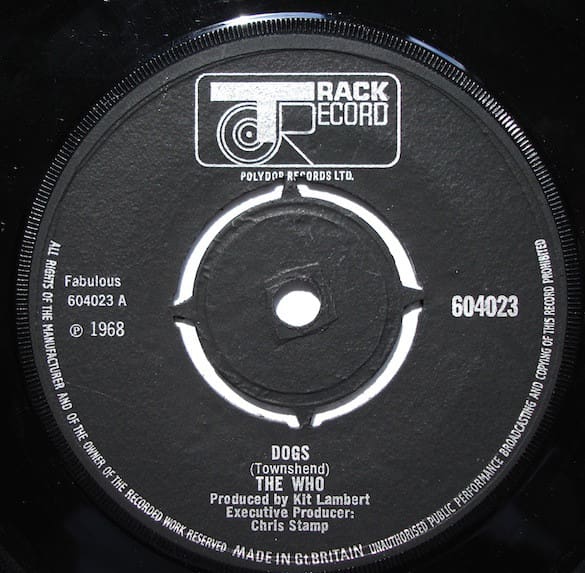 TRACK
RECORD
POLYDOR RECORDS LTD.
Fabulous
604023 A
℗ 1968
604023
DOGS
(Townshend)
THE WHO
Produced by Kit Lambert
Executive Producer:
Chris Stamp
ALL RIGHTS OF THE MANUFACTURER AND OF THE OWNER OF THE RECORDED WORK RESERVED
MADE IN Gt.BRITAIN
UNAUTHORISED PUBLIC PERFORMANCE BROADCASTING AND COPYING OF THIS RECORD PROHIBITED